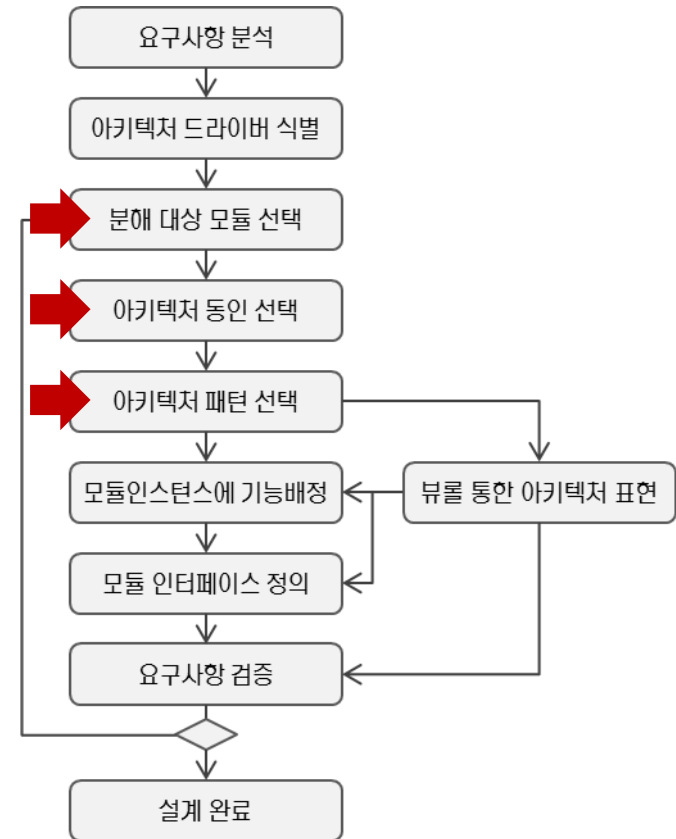 요구사항 분석
아키텍처 드라이버 식별
분해 대상 모듈 선택
아키텍처 동인 선택
아키텍처 패턴 선택
모듈인스턴스에 기능배정
뷰롤 통한 아키텍처 표현
모듈 인터페이스 정의
요구사항 검증
설계 완료